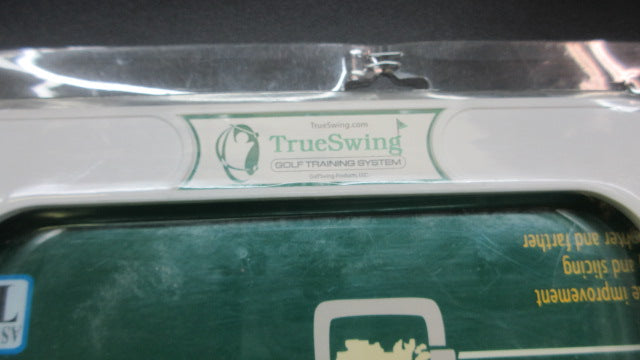 TrueSwing.com
TrueSwing
GOLF TRAINING SYSTEM
GolfSwing Products, LLC
improvement
and slicing
and farther